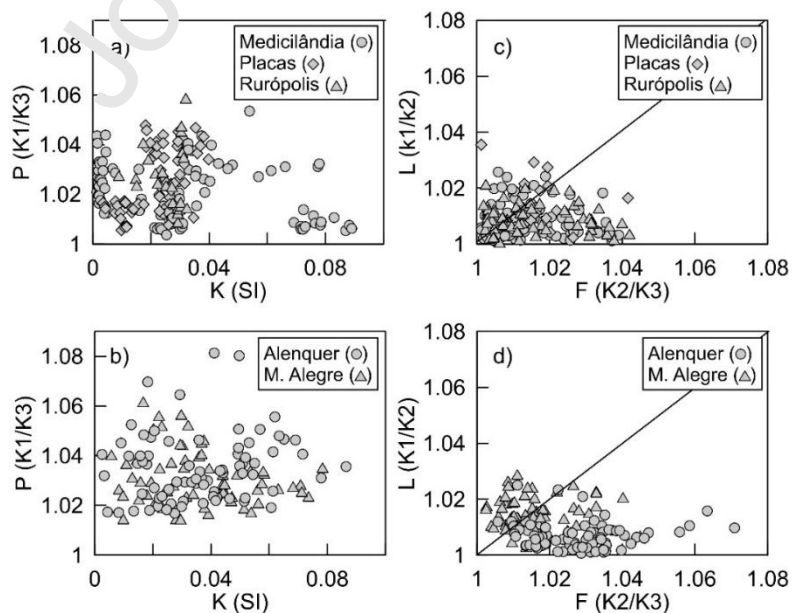 Jo
a)
Medicilândia (○)
Placas (◇)
Rurópolis (△)
P (K1/K3)
1.08
1.06
1.04
1.02
1
0
0.04
0.08
K (SI)
c)
Medicilândia (○)
Placas (◇)
Rurópolis (△)
L (k1/k2)
1.08
1.06
1.04
1.02
1
1
1.02
1.04
1.06
1.08
F (K2/K3)
b)
Alenquer (○)
M. Alegre (△)
P (K1/K3)
1.08
1.06
1.04
1.02
1
0
0.04
0.08
K (SI)
d)
Alenquer (○)
M. Alegre (△)
L (K1/K2)
1.08
1.06
1.04
1.02
1
1
1.02
1.04
1.06
1.08
F (K2/K3)